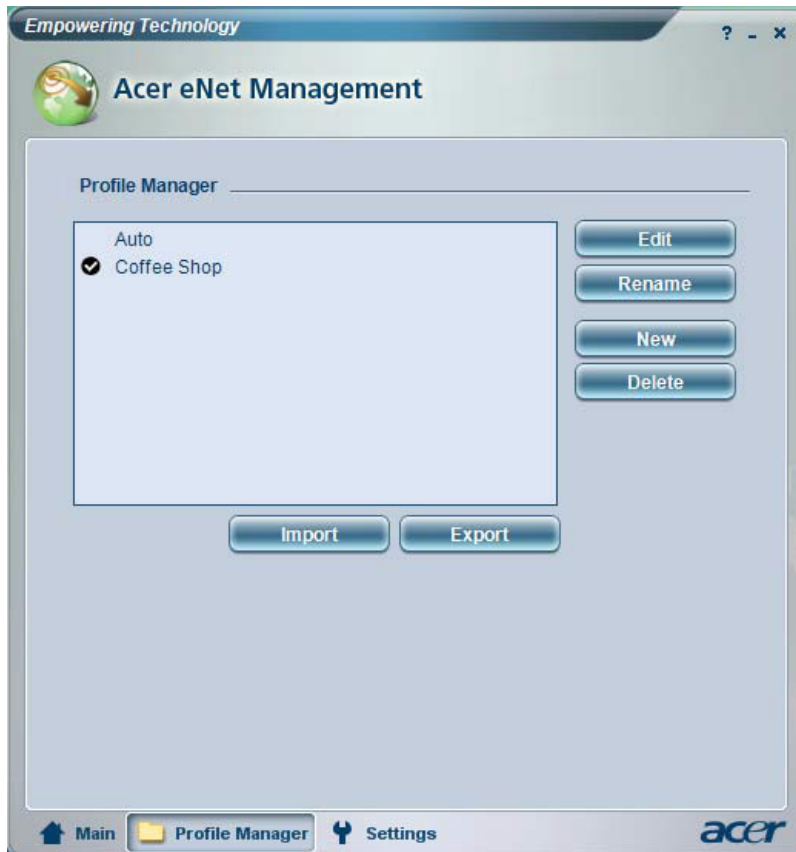 Empowering Technology
? - x
Acer eNet Management
Profile Manager
Auto
Coffee Shop
Edit
Rename
New
Delete
Import Export
Main Profile Manager Settings acer